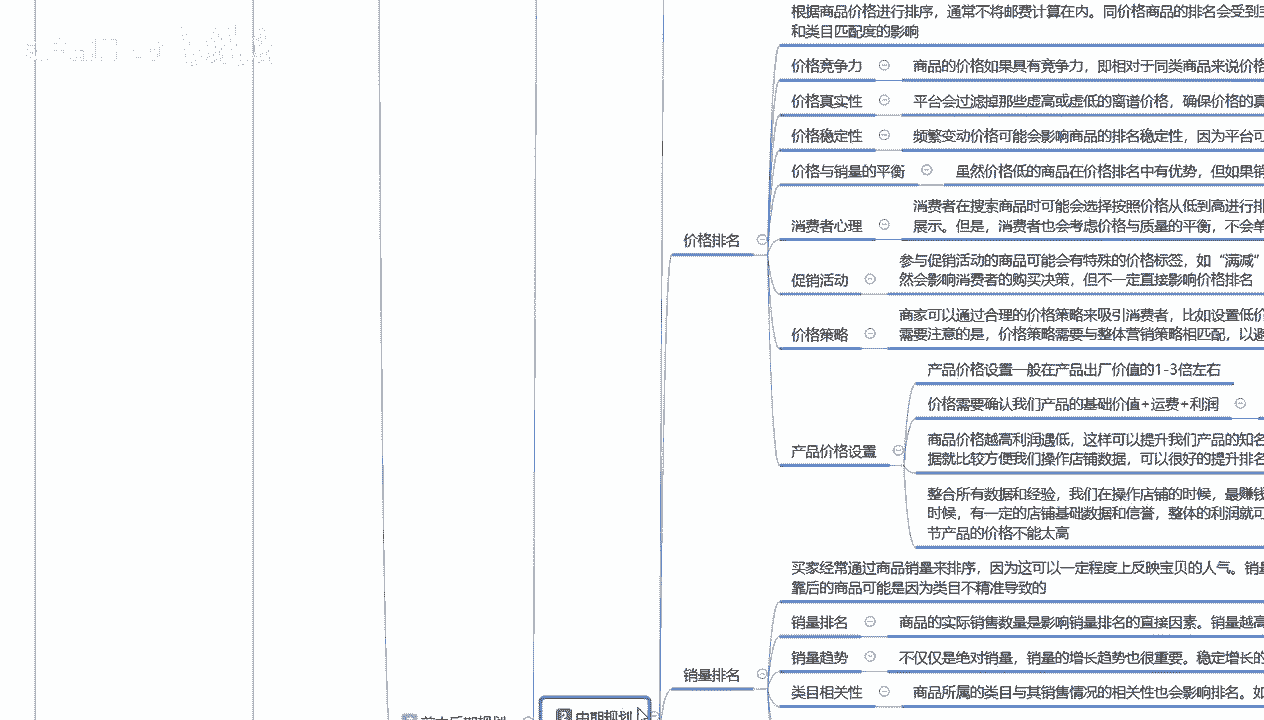 根据商品价格进行排序，通常不将邮费计算在内。同价格商品的排名会受到
和类目匹配度的影响
价格竞争力 商品的价格如果具有竞争力，即相对于同类商品来说价格
价格真实性 平台会过滤掉那些虚高或虚低的离谱价格，确保价格的真
价格稳定性 频繁变动价格可能会影响商品的排名稳定性，因为平台可
价格与销量的平衡 虽然价格低的商品在价格排名中有优势，但如果销
消费者在搜索商品时可能会选择按照价格从低到高进行排
消费者心理
展示。但是，消费者也会考虑价格与质量的平衡，不会单
价格排名
参与促销活动的商品可能会有特殊的价格标签，如“满减”
促销活动
然会影响消费者的购买决策，但不一定直接影响价格排名
商家可以通过合理的价格策略来吸引消费者，比如设置低价
价格策略
需要注意的是，价格策略需要与整体营销策略相匹配，以避
产品价格设置一般在产品出厂价值的1-3倍左右
价格需要确认我们产品的基础价值+运费+利润
商品价格越高利润遇低，这样可以提升我们产品的知名
产品价格设置
据就比较方便我们操作店铺数据，可以很好的提升排名
整合所有数据和经验，我们在操作店铺的时候，最赚钱
时候，有一定的店铺基础数据和信誉，整体的利润就可
节产品的价格不能太高
买家经常通过商品销量来排序，因为这可以一定程度上反映宝贝的人气。销量
靠后的商品可能是因为类目不精准导致的
销量排名 商品的实际销售数量是影响销量排名的直接因素。销量越高
销量趋势 不仅仅是绝对销量，销量的增长趋势也很重要。稳定增长的
销量排名
类目相关性 商品所属的类目与其销售情况的相关性也会影响排名。如
2 中期规划
前中后期规划